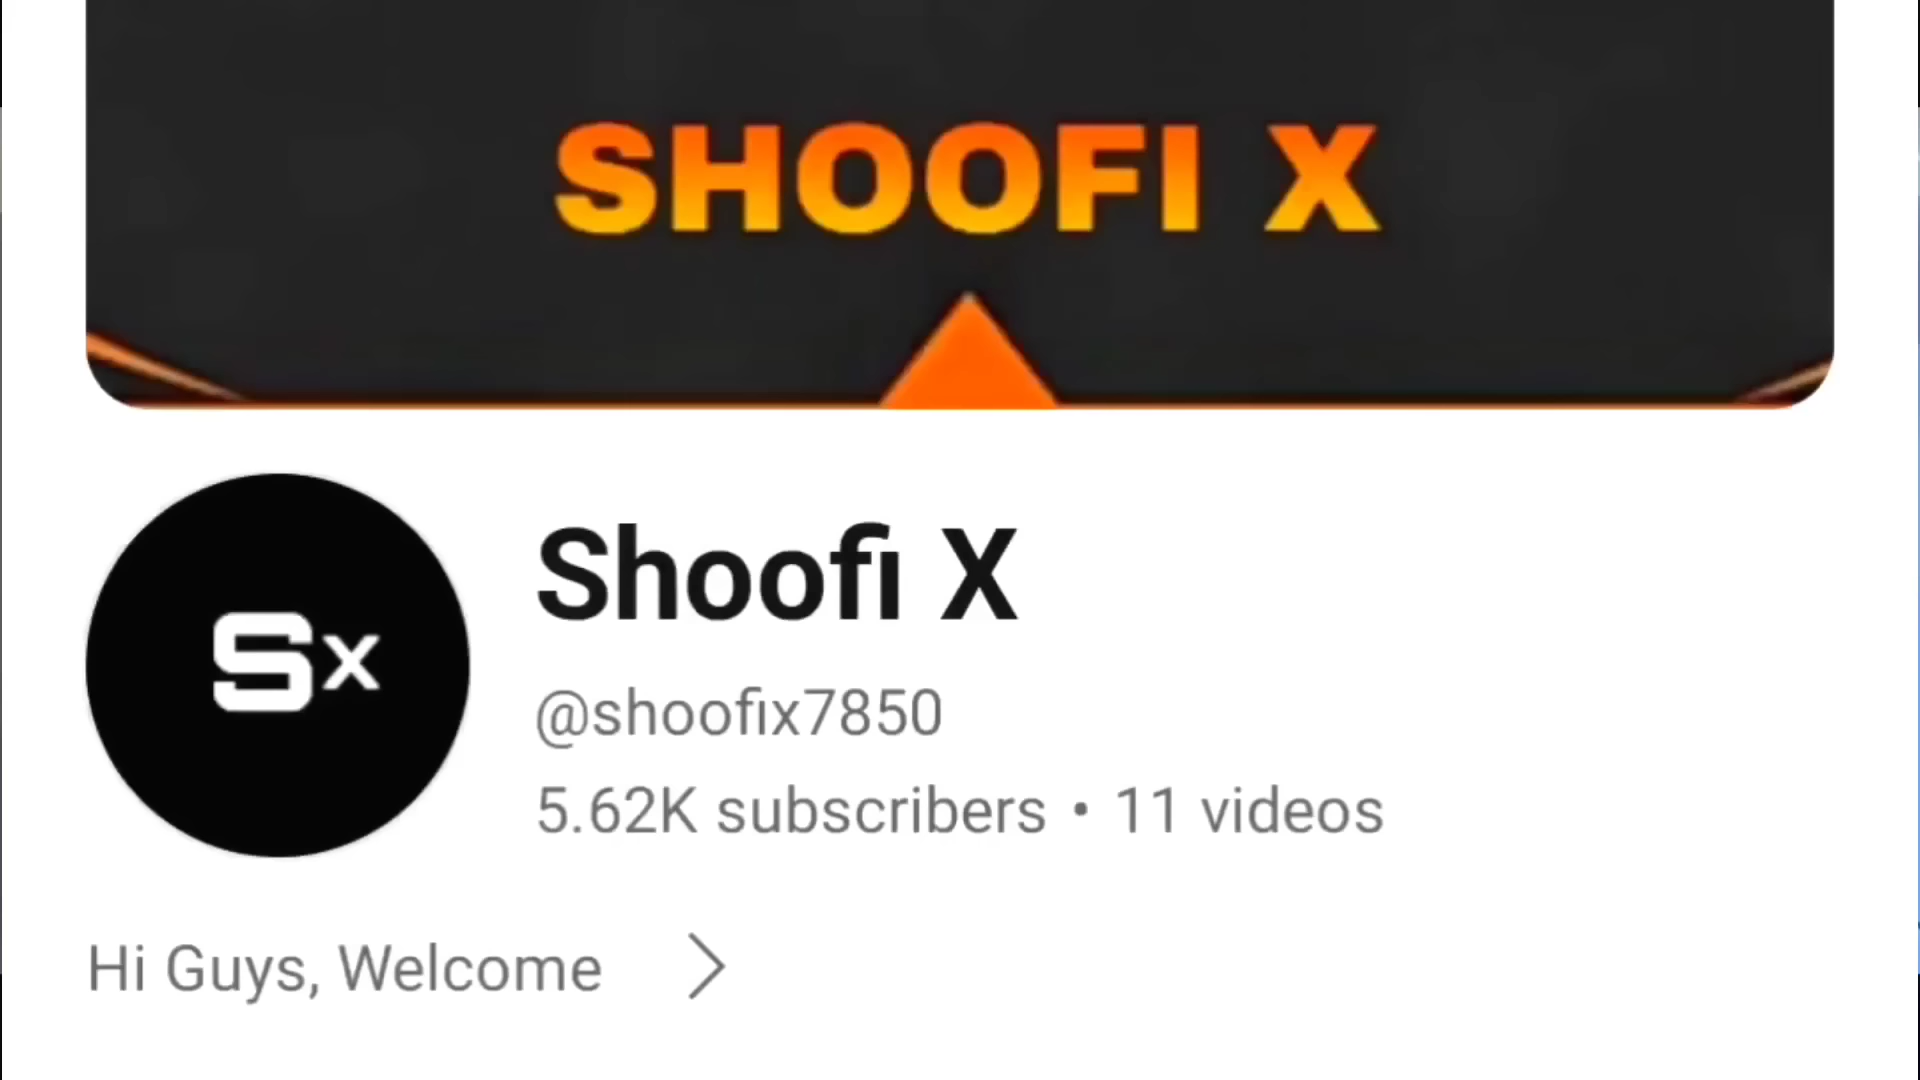 SHOOFI X
Sx
Shoofi X
@shoofix7850
5.62K subscribers • 11 videos
Hi Guys, Welcome